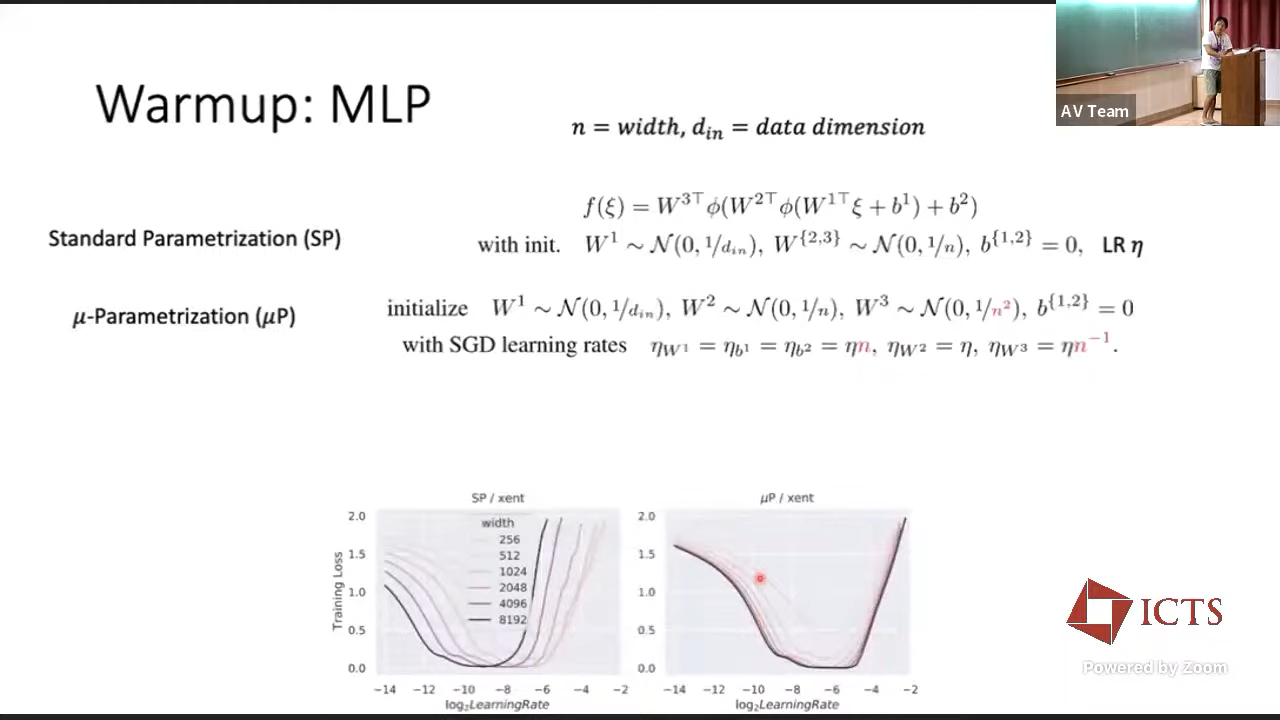 AV Team
Warmup: MLP
n = width, d_in = data dimension
f(ξ) = W^{3⊤}ϕ(W^{2⊤}ϕ(W^{1⊤}ξ + b^1) + b^2)
Standard Parametrization (SP)
with init. W^1 ∼ N(0, 1/d_in), W^{2,3} ∼ N(0, 1/n), b^{1,2} = 0, LR η
μ-Parametrization (μP)
initialize W^1 ∼ N(0, 1/d_in), W^2 ∼ N(0, 1/n), W^3 ∼ N(0, 1/n^2), b^{1,2} = 0
with SGD learning rates η_{W^1} = η_{b^1} = η_{b^2} = ηn, η_{W^2} = η, η_{W^3} = ηn^{-1}.
SP / xent
Training Loss
2.0
1.5
1.0
0.5
0.0
width
256
512
1024
2048
4096
8192
−14 −12 −10 −8 −6 −4 −2
log₂LearningRate
μP / xent
2.0
1.5
1.0
0.5
0.0
−14 −12 −10 −8 −6 −4 −2
log₂LearningRate
ICTS
Powered by Zoom